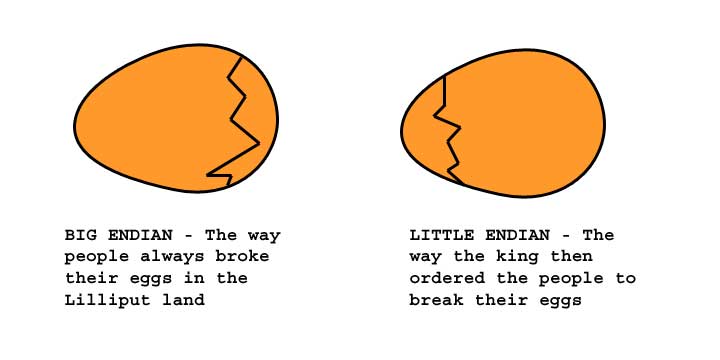 BIG ENDIAN - The way
people always broke
their eggs in the
Lilliput land
LITTLE ENDIAN - The
way the king then
ordered the people to
break their eggs